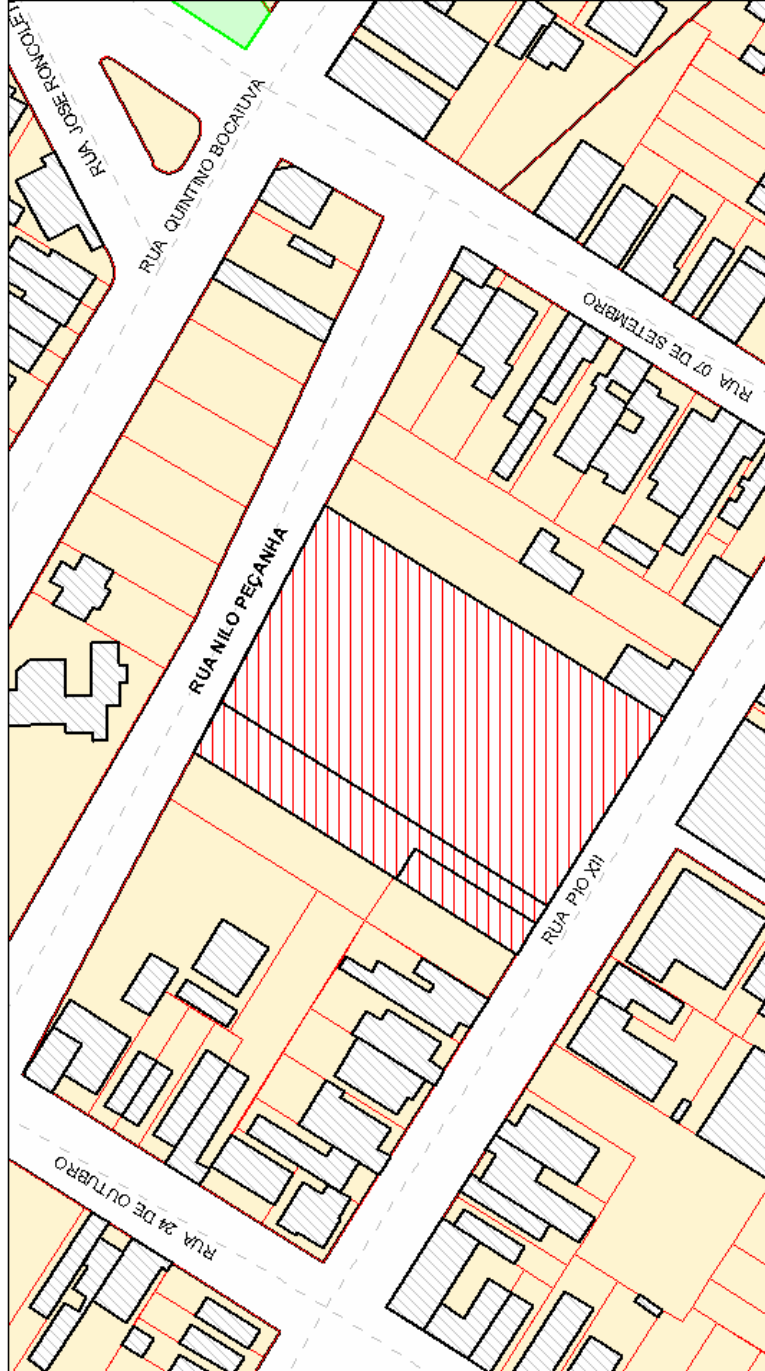 RUA JOSE RONCOLET
RUA QUINTINO BOCAIUVA
RUA 07 DE SETEMBRO
RUA NILO PEÇANHA
RUA PIO XII
RUA 24 DE OUTUBRO